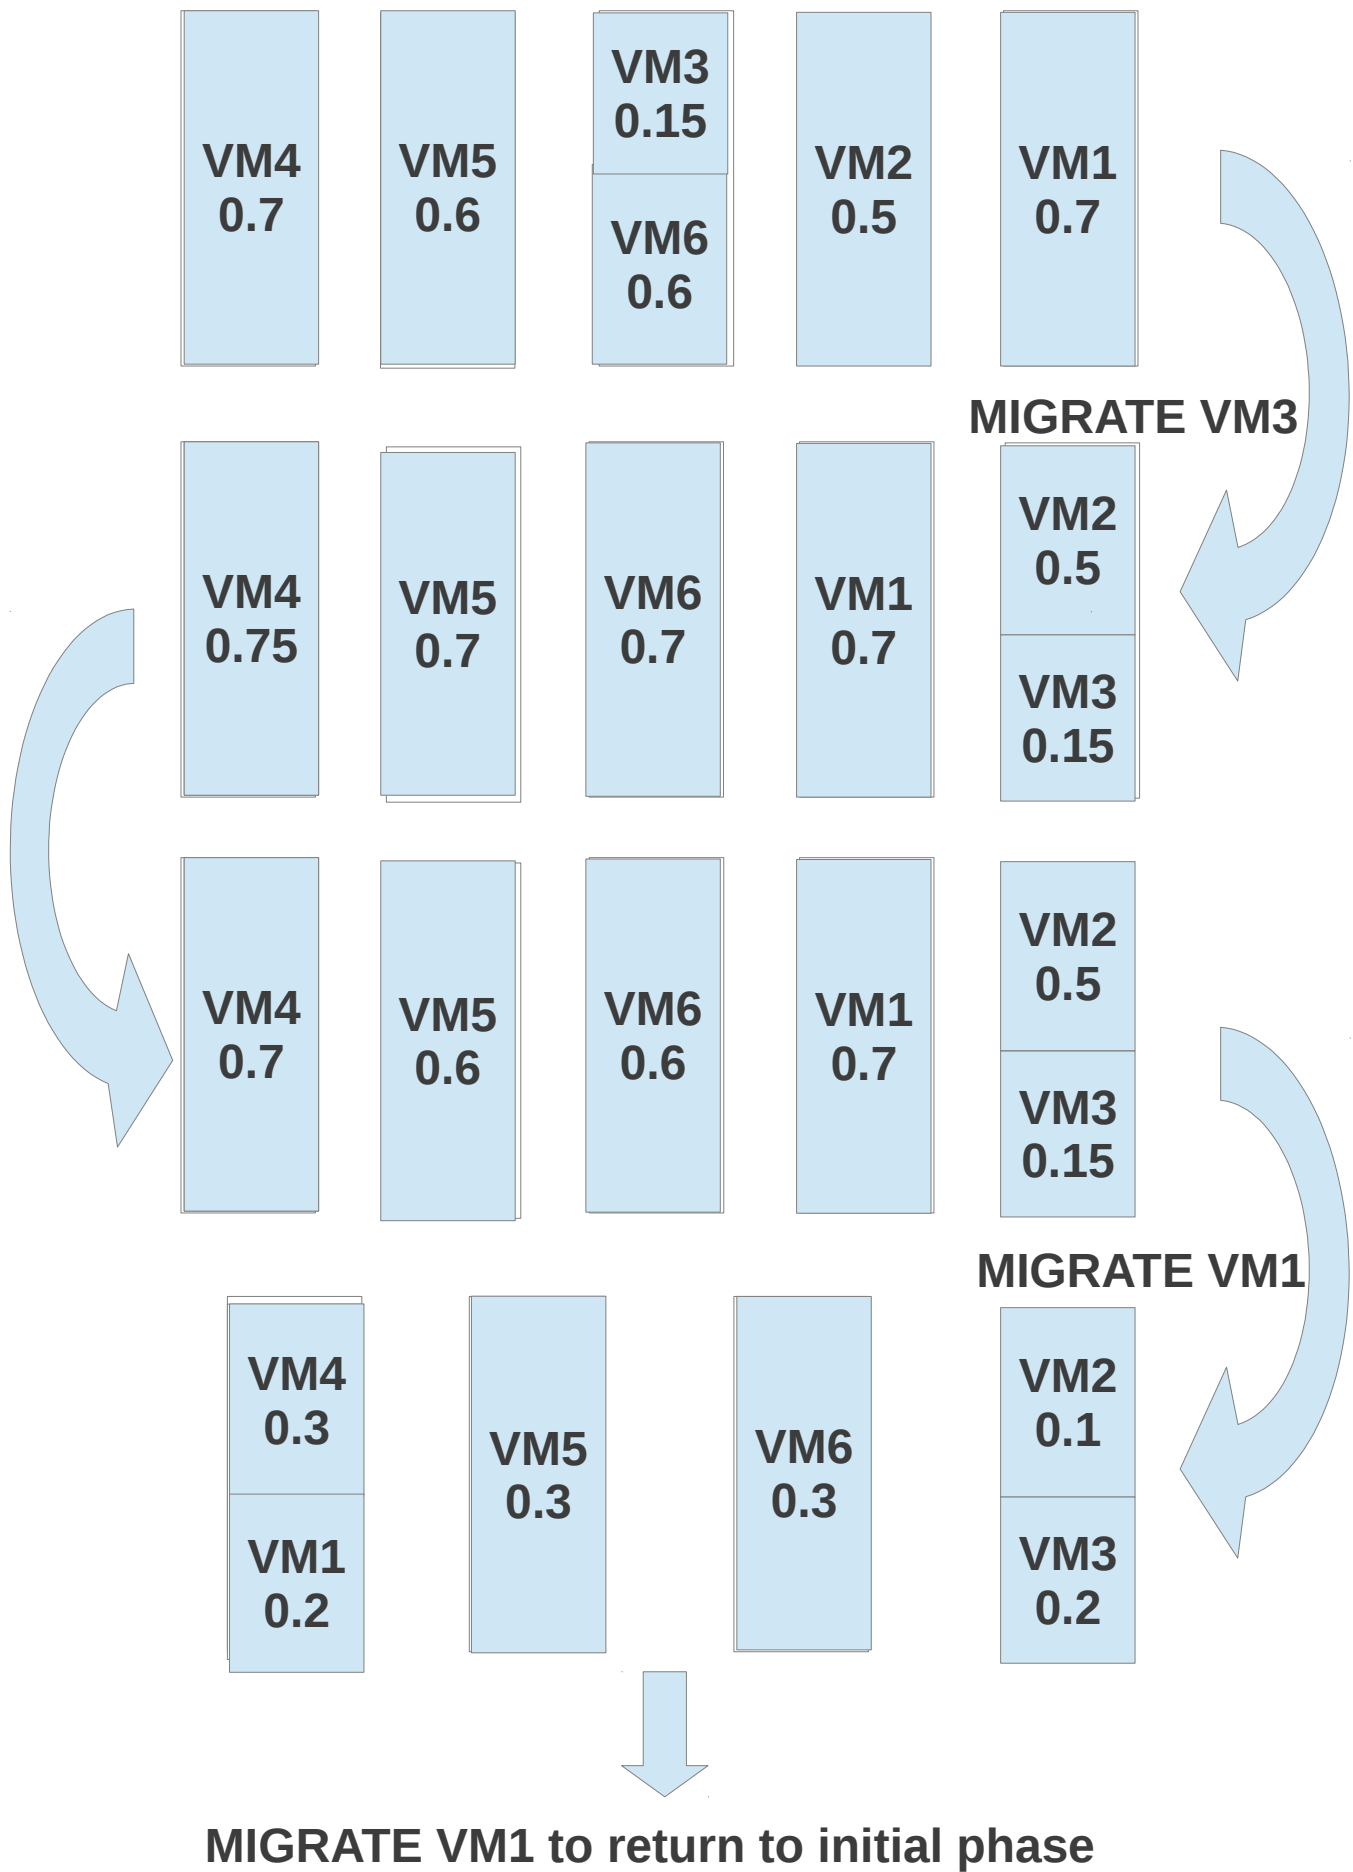 VM4
0.7
VM5
0.6
VM3
0.15
VM6
0.6
VM2
0.5
VM1
0.7
MIGRATE VM3
VM4
0.75
VM5
0.7
VM6
0.7
VM1
0.7
VM2
0.5
VM3
0.15
VM4
0.7
VM5
0.6
VM6
0.6
VM1
0.7
VM2
0.5
VM3
0.15
MIGRATE VM1
VM4
0.3
VM1
0.2
VM5
0.3
VM6
0.3
VM2
0.1
VM3
0.2
MIGRATE VM1 to return to initial phase